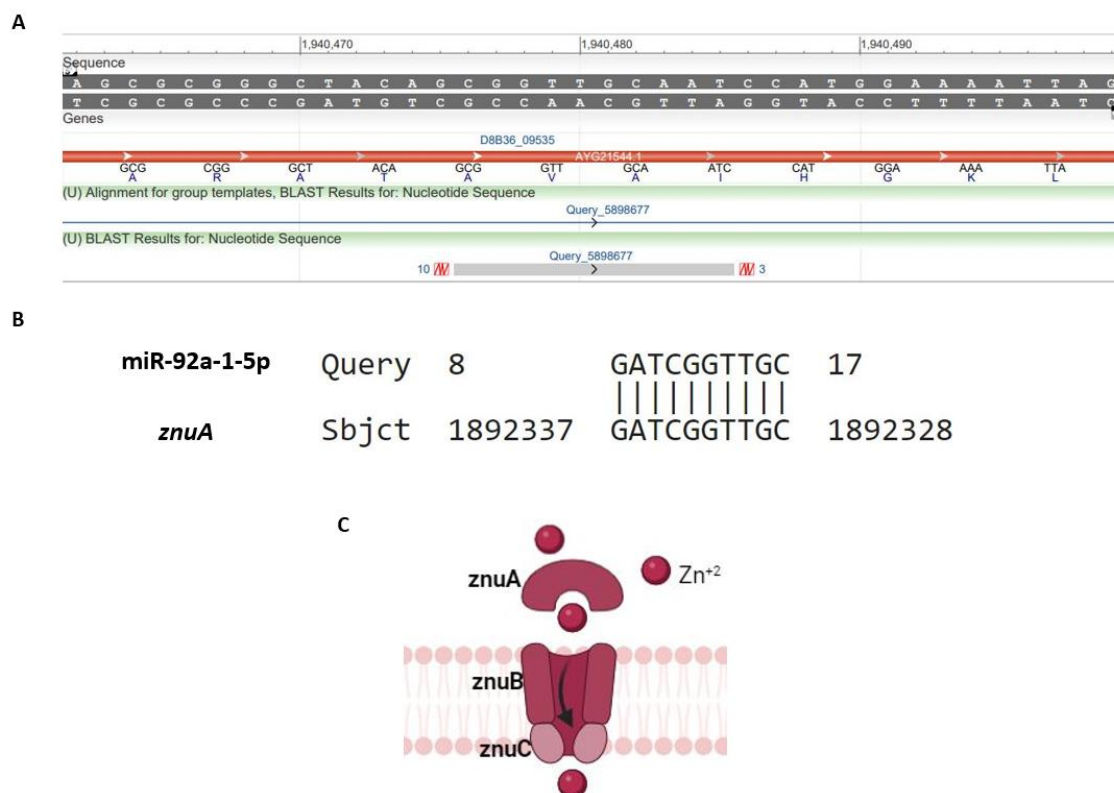 A
1,940,470 1,940,480 1,940,490
Sequence
A G C G C G G G C T A C A G C G G T T G C A A T C C A T G G A A A A T T A G
T C G C G C C C G A T G T C G C C A A C G T T A G G T A C C T T T T A A T
Genes
D8B36_09535
AYG21544.1
GCG CGG GCT ACA GCG GTT GCA ATC CAT GGA AAA TTA
A R A T A V A I H G K L
(U) Alignment for group templates, BLAST Results for: Nucleotide Sequence
Query_5898677
(U) BLAST Results for: Nucleotide Sequence
Query_5898677
10 3
B
miR-92a-1-5p Query 8 GATCGGTTGC 17
znuA Sbjct 1892337 GATCGGTTGC 1892328
C
znuA Zn+2
znuB
znuC